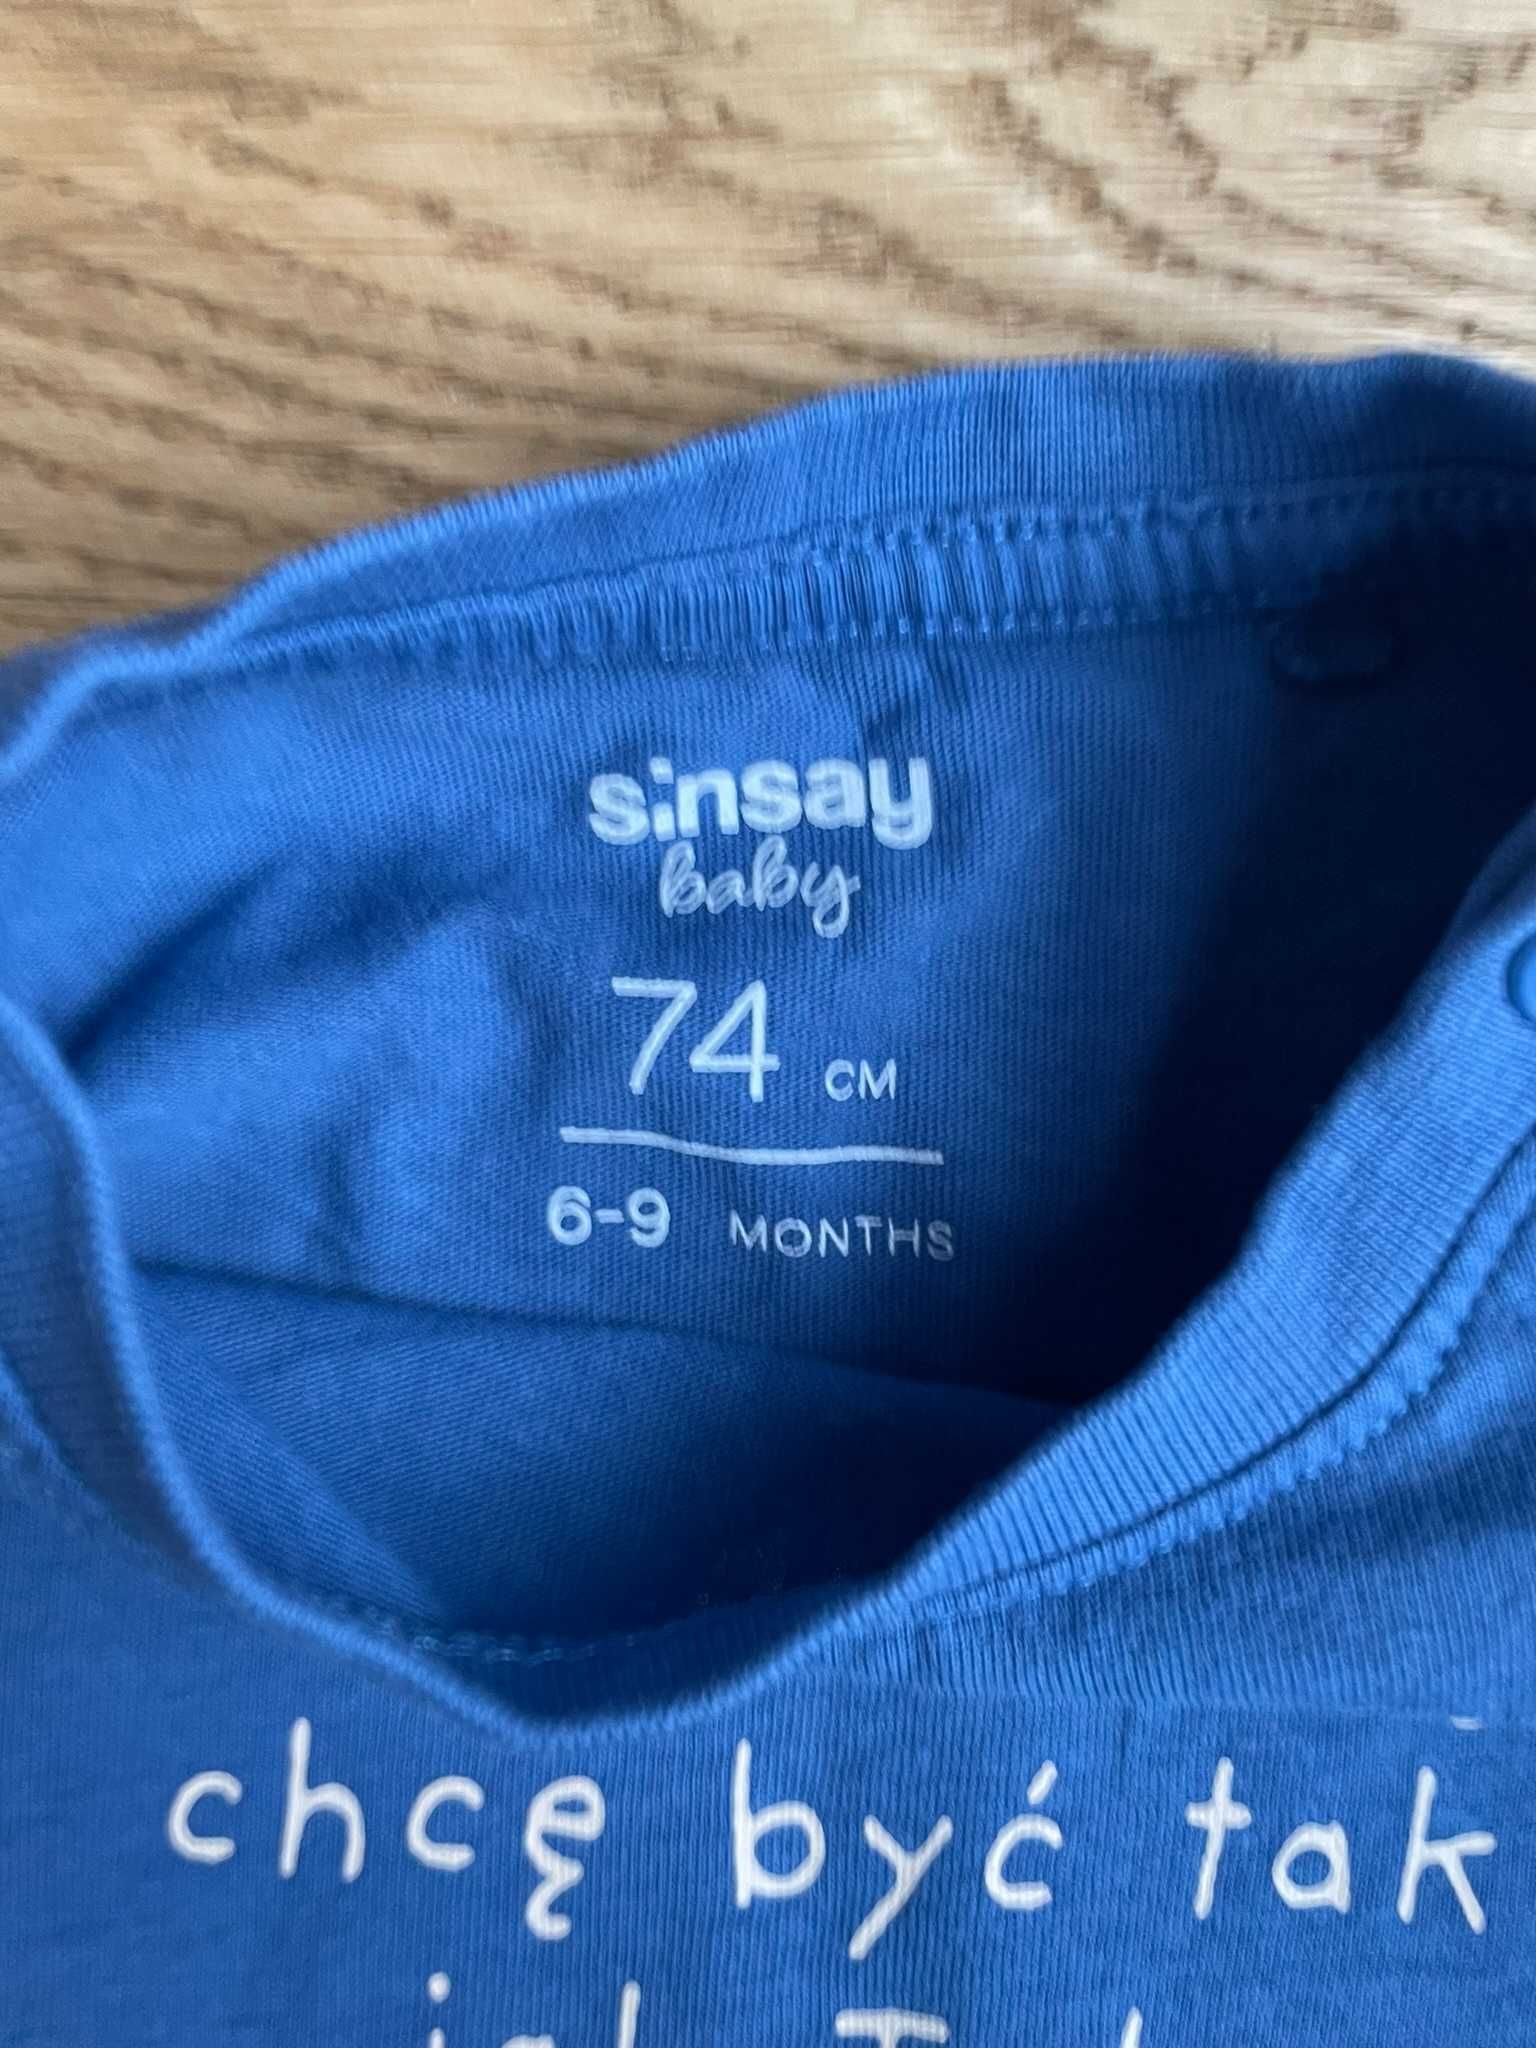 sinsay
baby
74 CM
6-9 MONTHS
chcę być tak